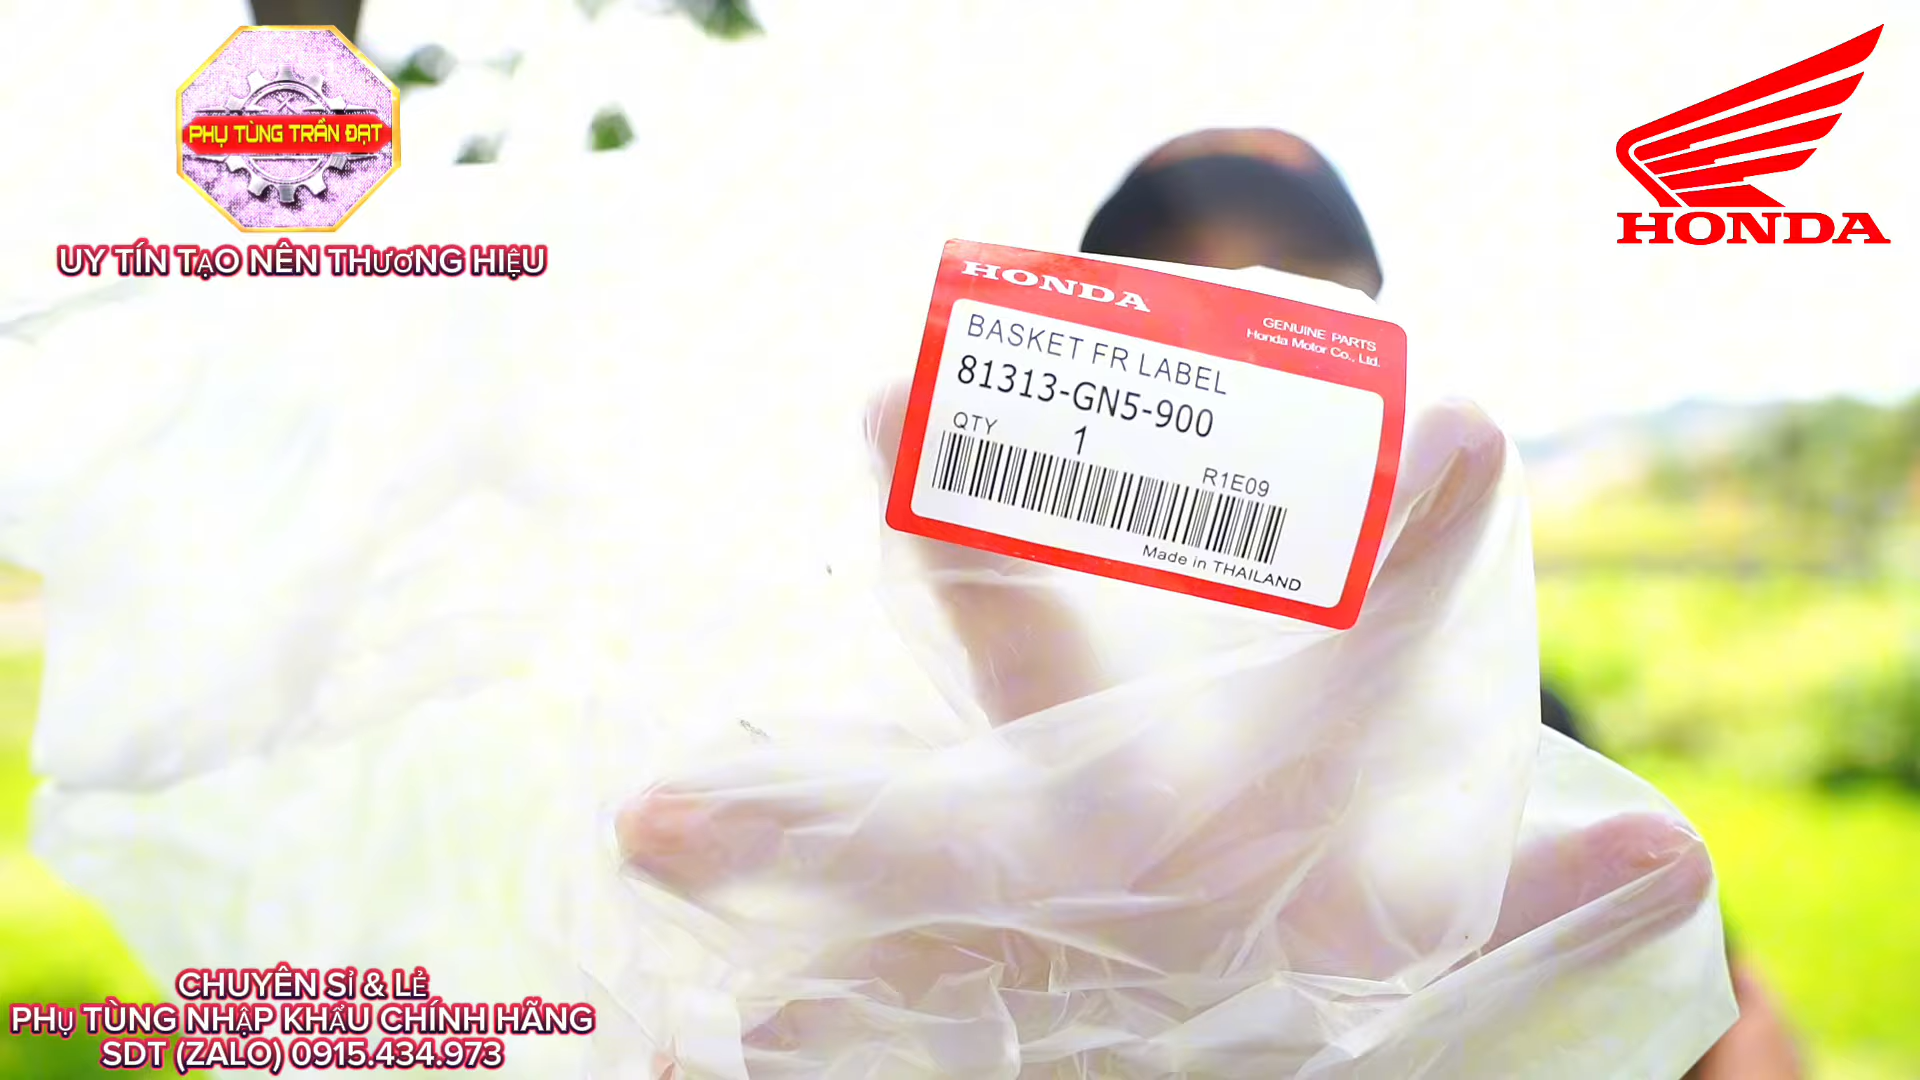 PHỤ TÙNG TRẦN ĐẠT
UY TÍN TẠO NÊN THƯƠNG HIỆU
HONDA
HONDA
GENUINE PARTS
Honda Motor Co., Ltd.
BASKET FR LABEL
81313-GN5-900
QTY 1
R1E09
Made in THAILAND
CHUYÊN SỈ & LẺ
PHỤ TÙNG NHẬP KHẨU CHÍNH HÃNG
SDT (ZALO) 0915.434.973